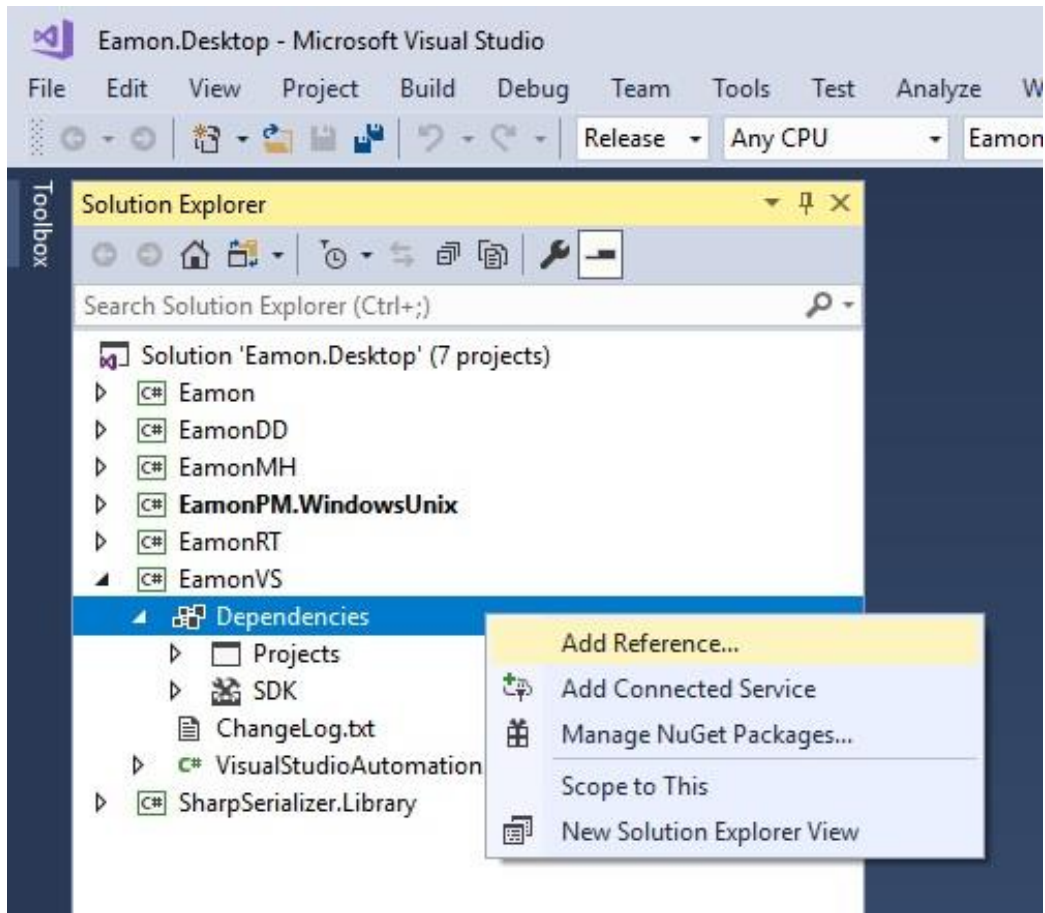 Eamon.Desktop - Microsoft Visual Studio
File Edit View Project Build Debug Team Tools Test Analyze W
Release Any CPU Eamon
Toolbox
Solution Explorer
Search Solution Explorer (Ctrl+;)
Solution 'Eamon.Desktop' (7 projects)
C# Eamon
C# EamonDD
C# EamonMH
C# EamonPM.WindowsUnix
C# EamonRT
C# EamonVS
Dependencies
Add Reference...
Projects
Add Connected Service
SDK
Manage NuGet Packages...
ChangeLog.txt
C# VisualStudioAutomation
Scope to This
C# SharpSerializer.Library
New Solution Explorer View